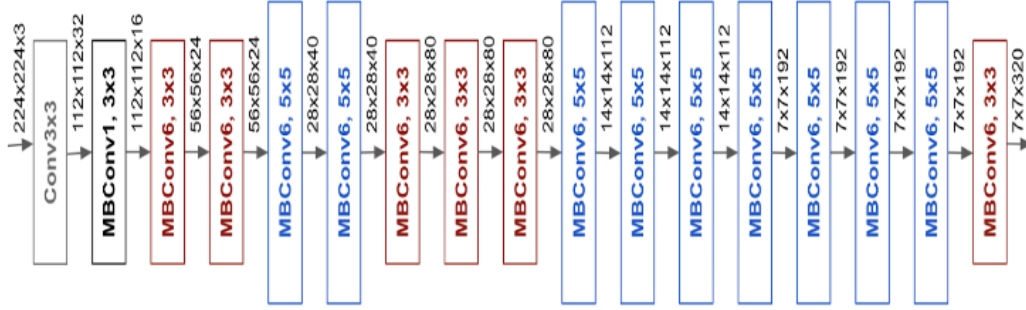 224x224x3
Conv3x3
112x112x32
MBConv1, 3x3
112x112x16
MBConv6, 3x3
56x56x24
MBConv6, 3x3
56x56x24
MBConv6, 5x5
28x28x40
MBConv6, 5x5
28x28x40
MBConv6, 3x3
28x28x80
MBConv6, 3x3
28x28x80
MBConv6, 3x3
28x28x80
MBConv6, 5x5
14x14x112
MBConv6, 5x5
14x14x112
MBConv6, 5x5
14x14x112
MBConv6, 5x5
7x7x192
MBConv6, 5x5
7x7x192
MBConv6, 5x5
7x7x192
MBConv6, 5x5
7x7x192
MBConv6, 3x3
7x7x320